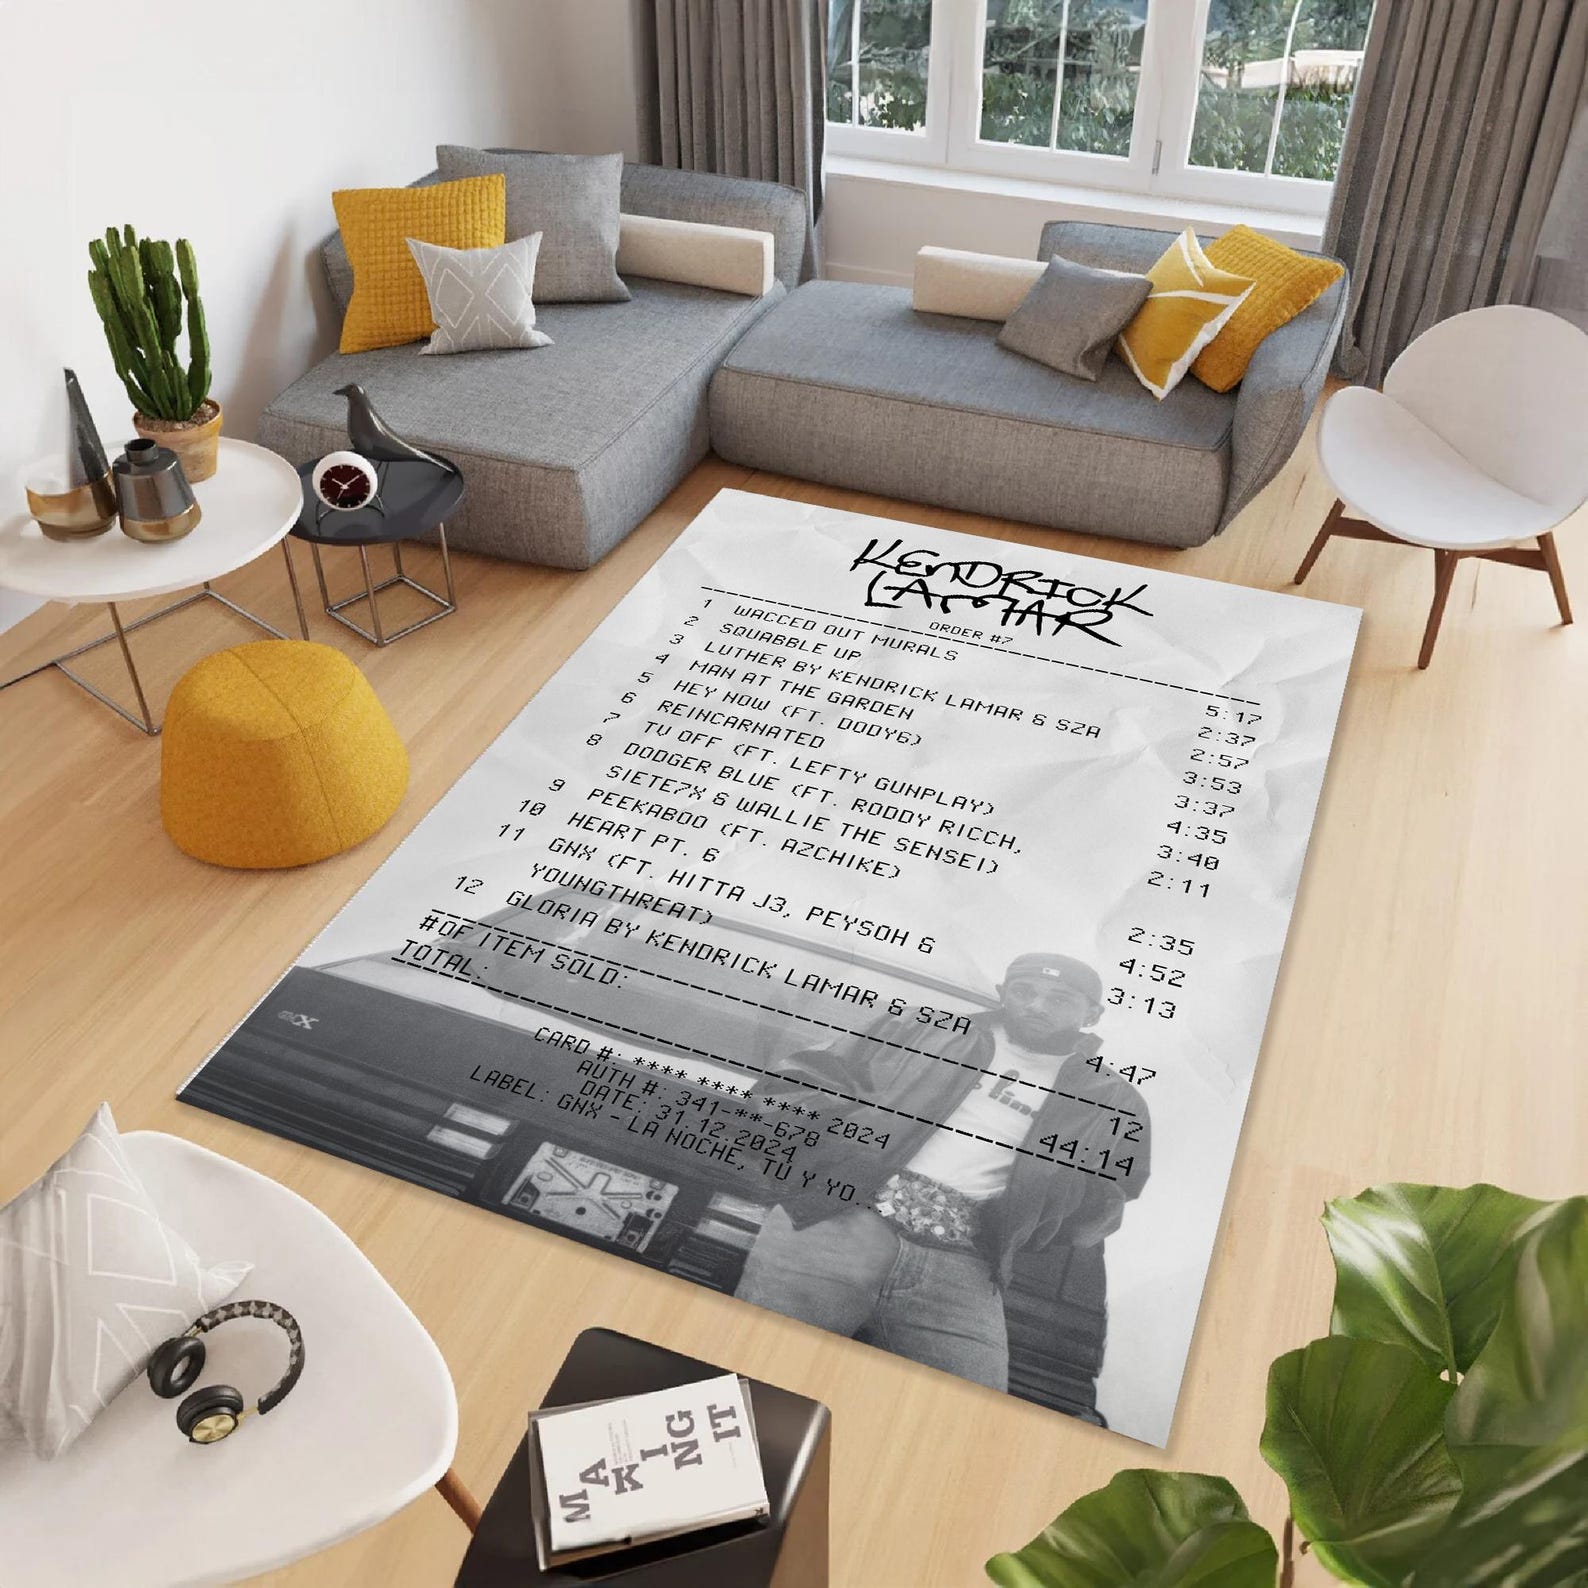 KENDRICK
LAMAR
ORDER #7
1 WACCED OUT MURALS 5:17
2 SQUABBLE UP 2:37
3 LUTHER BY KENDRICK LAMAR & SZA 2:57
4 MAN AT THE GARDEN 3:53
5 HEY NOW (FT. DODY6) 3:37
6 REINCARNATED 4:35
7 TV OFF (FT. LEFTY GUNPLAY) 3:40
8 DODGER BLUE (FT. RODDY RICCH, 2:11
SIETE7X & WALLIE THE SENSEI)
9 PEEKABOO (FT. AZCHIKE) 2:35
10 HEART PT. 6 4:52
11 GNX (FT. HITTA J3, PEYSOH & 3:13
YOUNGTHREAT)
12 GLORIA BY KENDRICK LAMAR & SZA 4:47
#OF ITEM SOLD: 12
TOTAL: 44:14
CARD #: **** **** **** 2024
AUTH #: 341-**-678
DATE: 31.12.2024
LABEL: GNX - LA NOCHE, TÚ Y YO...
GNX
MAKING IT